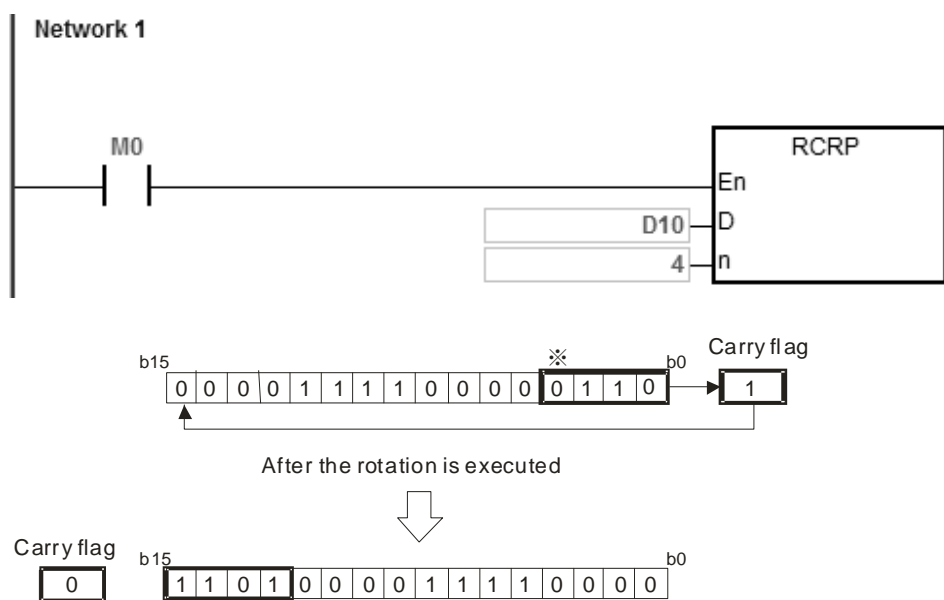 Network 1
M0
RCRP
En
D10 D
4 n
※
b15 b0 Carry flag
0 0 0 0 1 1 1 1 0 0 0 0 0 1 1 0 1
After the rotation is executed
Carry flag
b15 b0
0 1 1 0 1 0 0 0 0 1 1 1 1 0 0 0 0